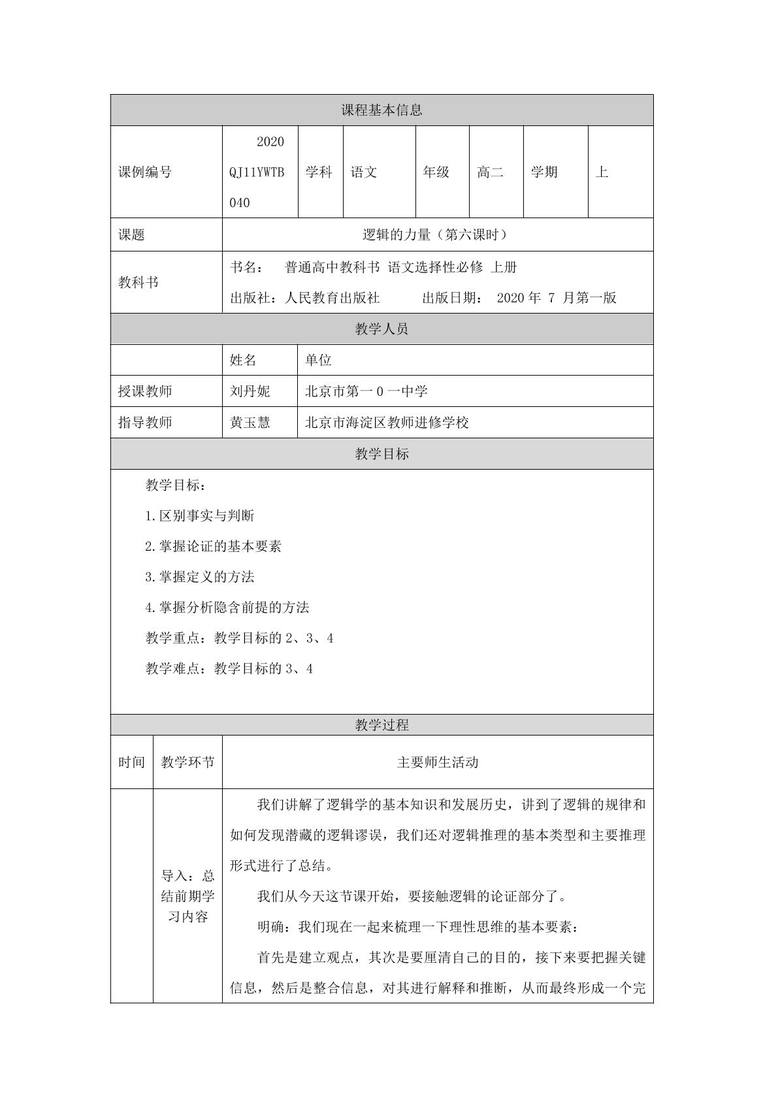 课程基本信息
课例编号 2020 QJ11YWTB 040 学科 语文 年级 高二 学期 上
课题 逻辑的力量（第六课时）
教科书 书名： 普通高中教科书 语文选择性必修 上册
出版社：人民教育出版社 出版日期： 2020 年 7 月第一版
教学人员
姓名 单位
授课教师 刘丹妮 北京市第一０一中学
指导教师 黄玉慧 北京市海淀区教师进修学校
教学目标
教学目标：
1.区别事实与判断
2.掌握论证的基本要素
3.掌握定义的方法
4.掌握分析隐含前提的方法
教学重点：教学目标的 2、3、4
教学难点：教学目标的 3、4
教学过程
时间 教学环节 主要师生活动
导入：总
结前期学
习内容
我们讲解了逻辑学的基本知识和发展历史，讲到了逻辑的规律和
如何发现潜藏的逻辑谬误，我们还对逻辑推理的基本类型和主要推理
形式进行了总结。
我们从今天这节课开始，要接触逻辑的论证部分了。
明确：我们现在一起来梳理一下理性思维的基本要素：
首先是建立观点，其次是要厘清自己的目的，接下来要把握关键
信息，然后是整合信息，对其进行解释和推断，从而最终形成一个完